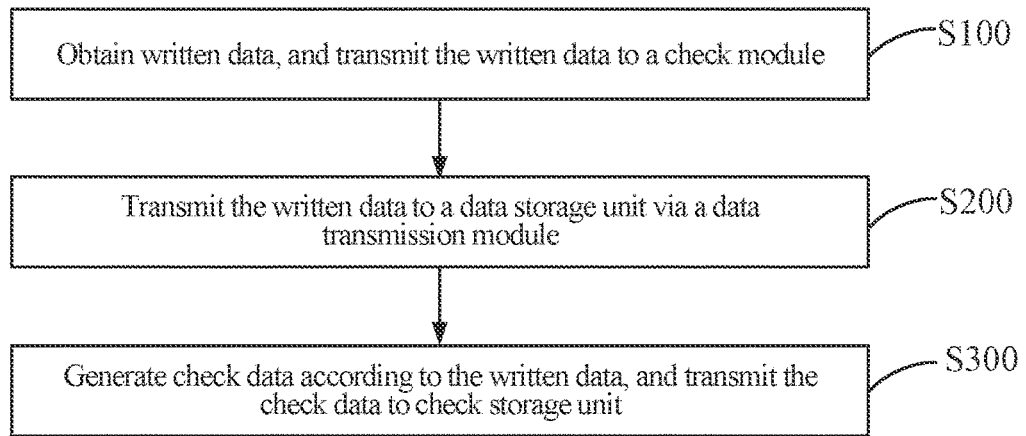 Obtain written data, and transmit the written data to a check module
S100
Transmit the written data to a data storage unit via a data
transmission module
S200
Generate check data according to the written data, and transmit the
check data to check storage unit
S300